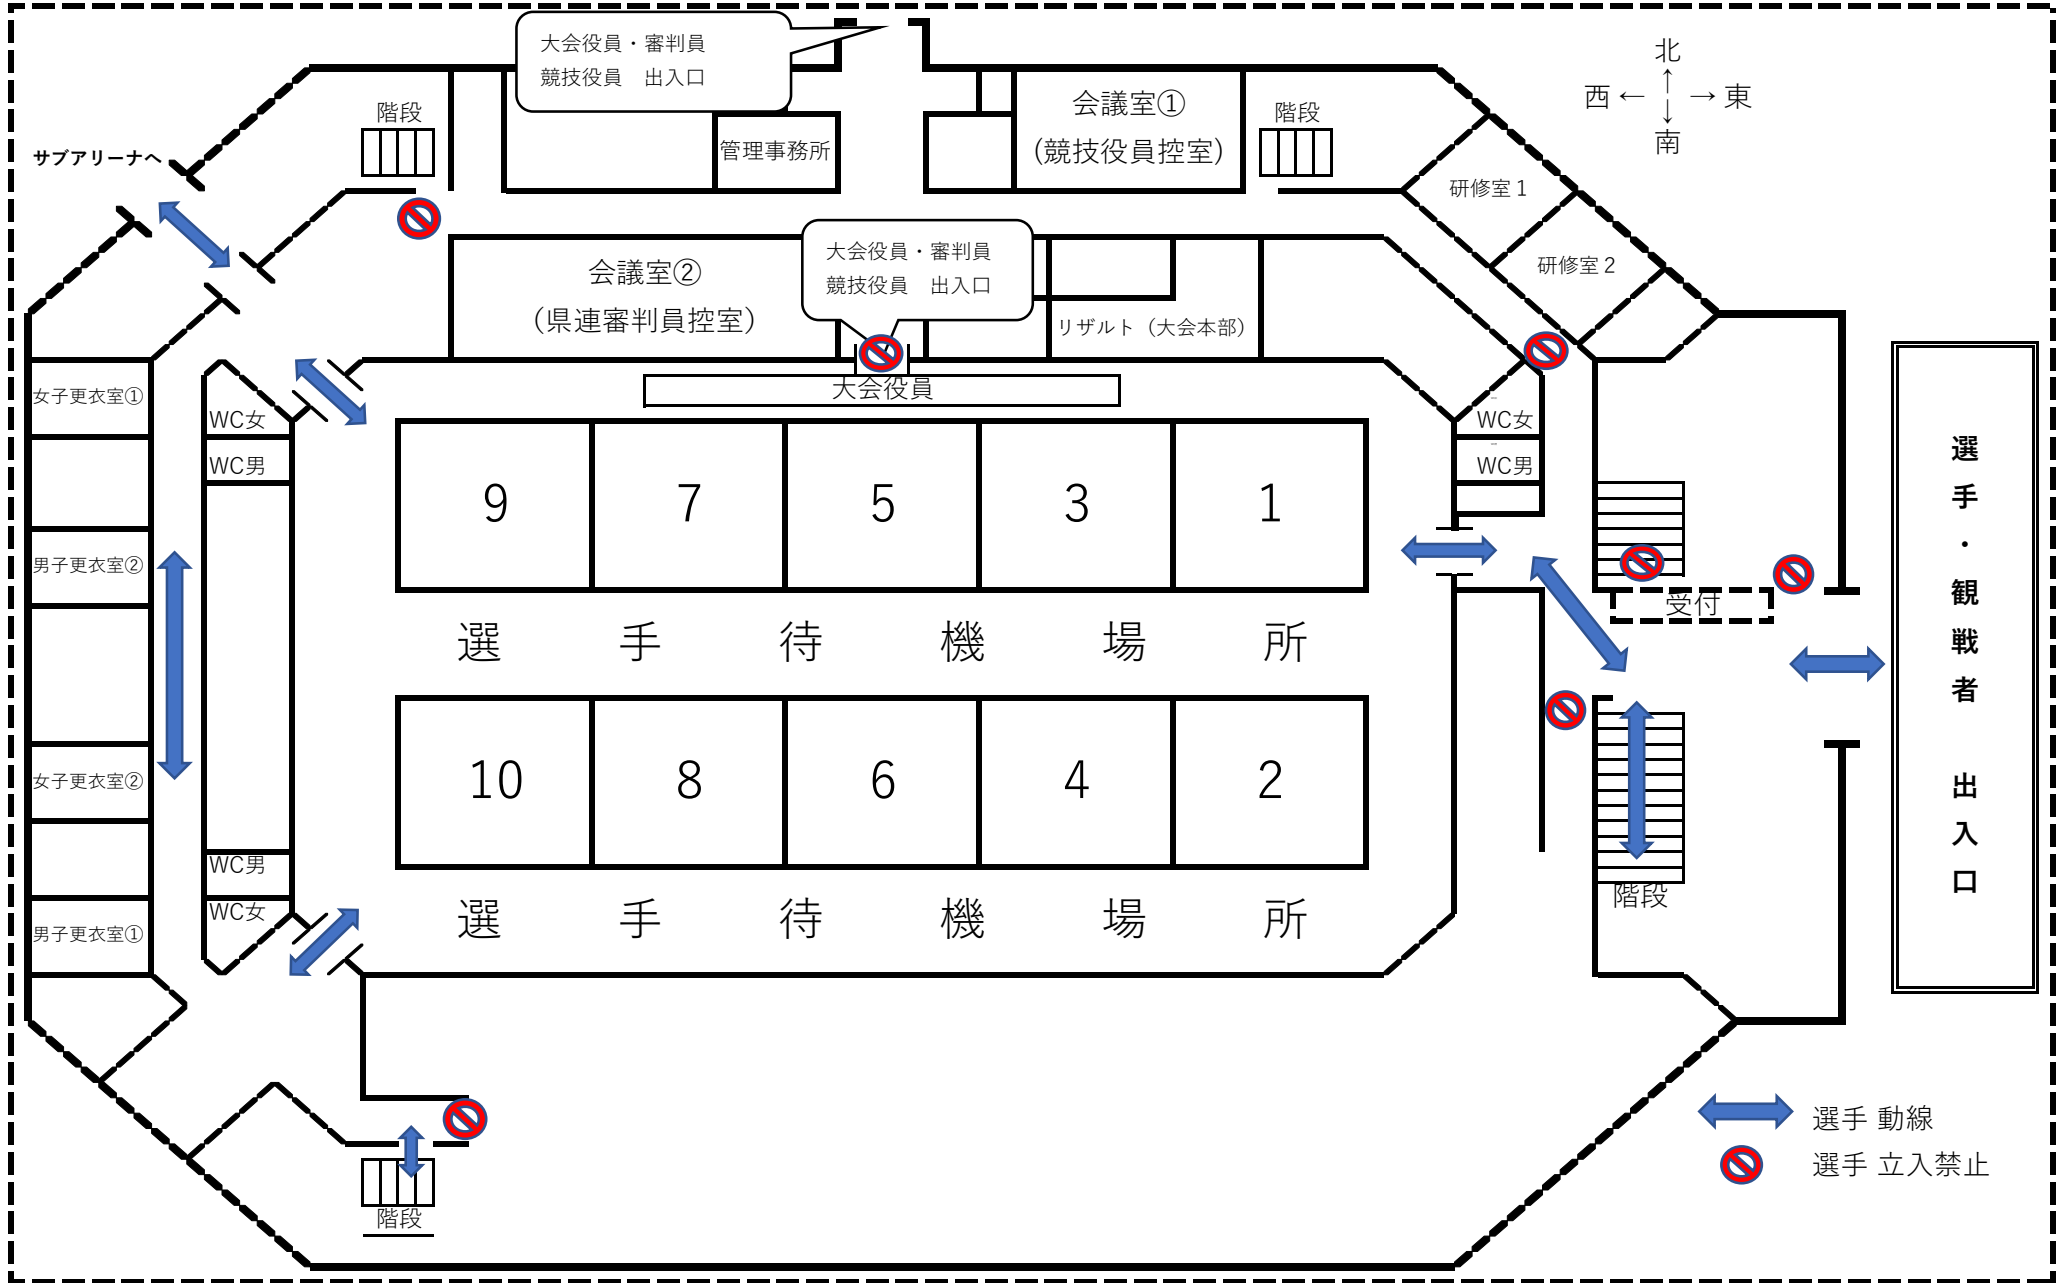 大会役員・審判員
競技役員　出入口
北
西 ← → 東
南
階段
サブアリーナへ
管理事務所
会議室①
（競技役員控室）
階段
研修室１
研修室２
会議室②
（県連審判員控室）
大会役員・審判員
競技役員　出入口
リザルト（大会本部）
大会役員
女子更衣室①
WC女
WC男
男子更衣室②
女子更衣室②
WC男
WC女
男子更衣室①
9 7 5 3 1
選手待機場所
10 8 6 4 2
選手待機場所
WC女
WC男
受付
階段
選手・観戦者　出入口
階段
選手 動線
選手 立入禁止